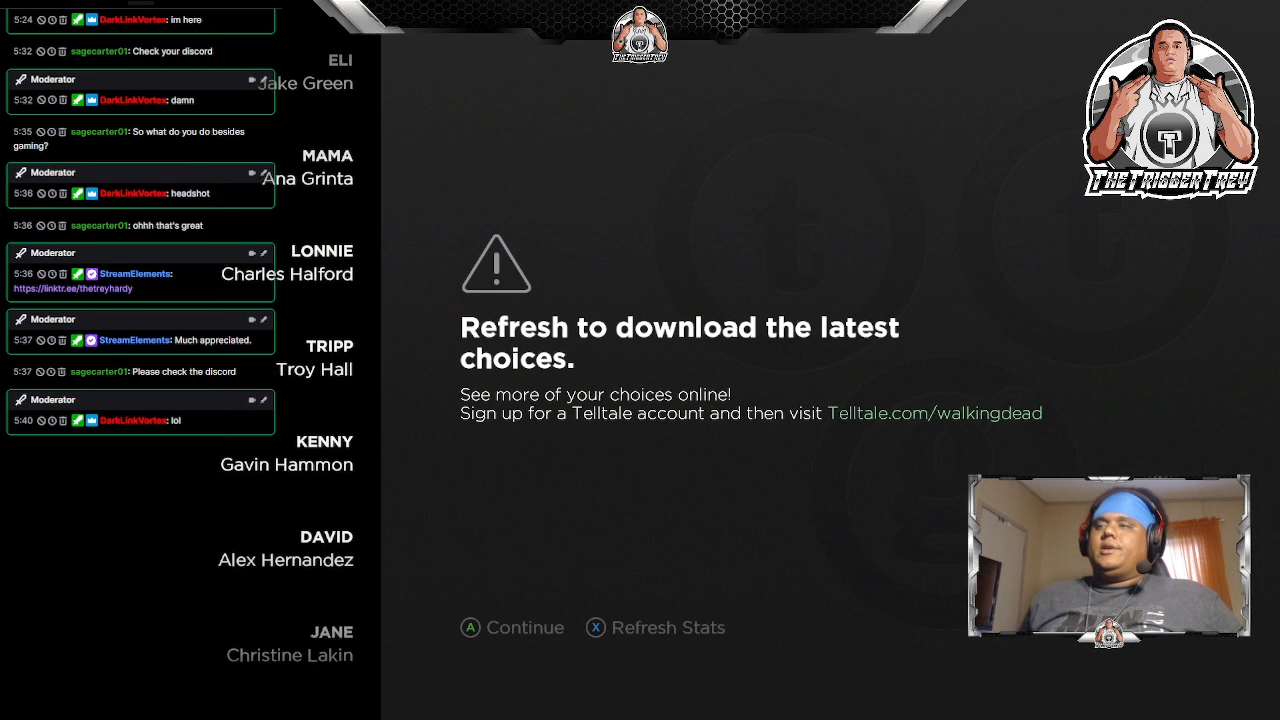 5:24 DarkLinkVortex: im here
5:32 sagecarter01: Check your discord
Moderator
5:32 DarkLinkVortex: damn
5:35 sagecarter01: So what do you do besides
gaming?
Moderator
5:36 DarkLinkVortex: headshot
5:36 sagecarter01: ohhh that's great
Moderator
5:36 StreamElements:
https://linktr.ee/thetreyhardy
Moderator
5:37 StreamElements: Much appreciated.
5:37 sagecarter01: Please check the discord
Moderator
5:40 DarkLinkVortex: lol
ELI
Jake Green
MAMA
Ana Grinta
LONNIE
Charles Halford
TRIPP
Troy Hall
KENNY
Gavin Hammon
DAVID
Alex Hernandez
JANE
Christine Lakin
THETRIGGERTREY
Refresh to download the latest
choices.
See more of your choices online!
Sign up for a Telltale account and then visit Telltale.com/walkingdead
A Continue X Refresh Stats
T
THETRIGGERTREY